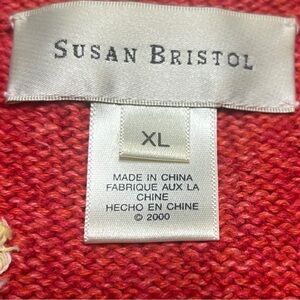 SUSAN BRISTOL
XL
MADE IN CHINA
FABRIQUE AUX LA
CHINE
HECHO EN CHINE
© 2000